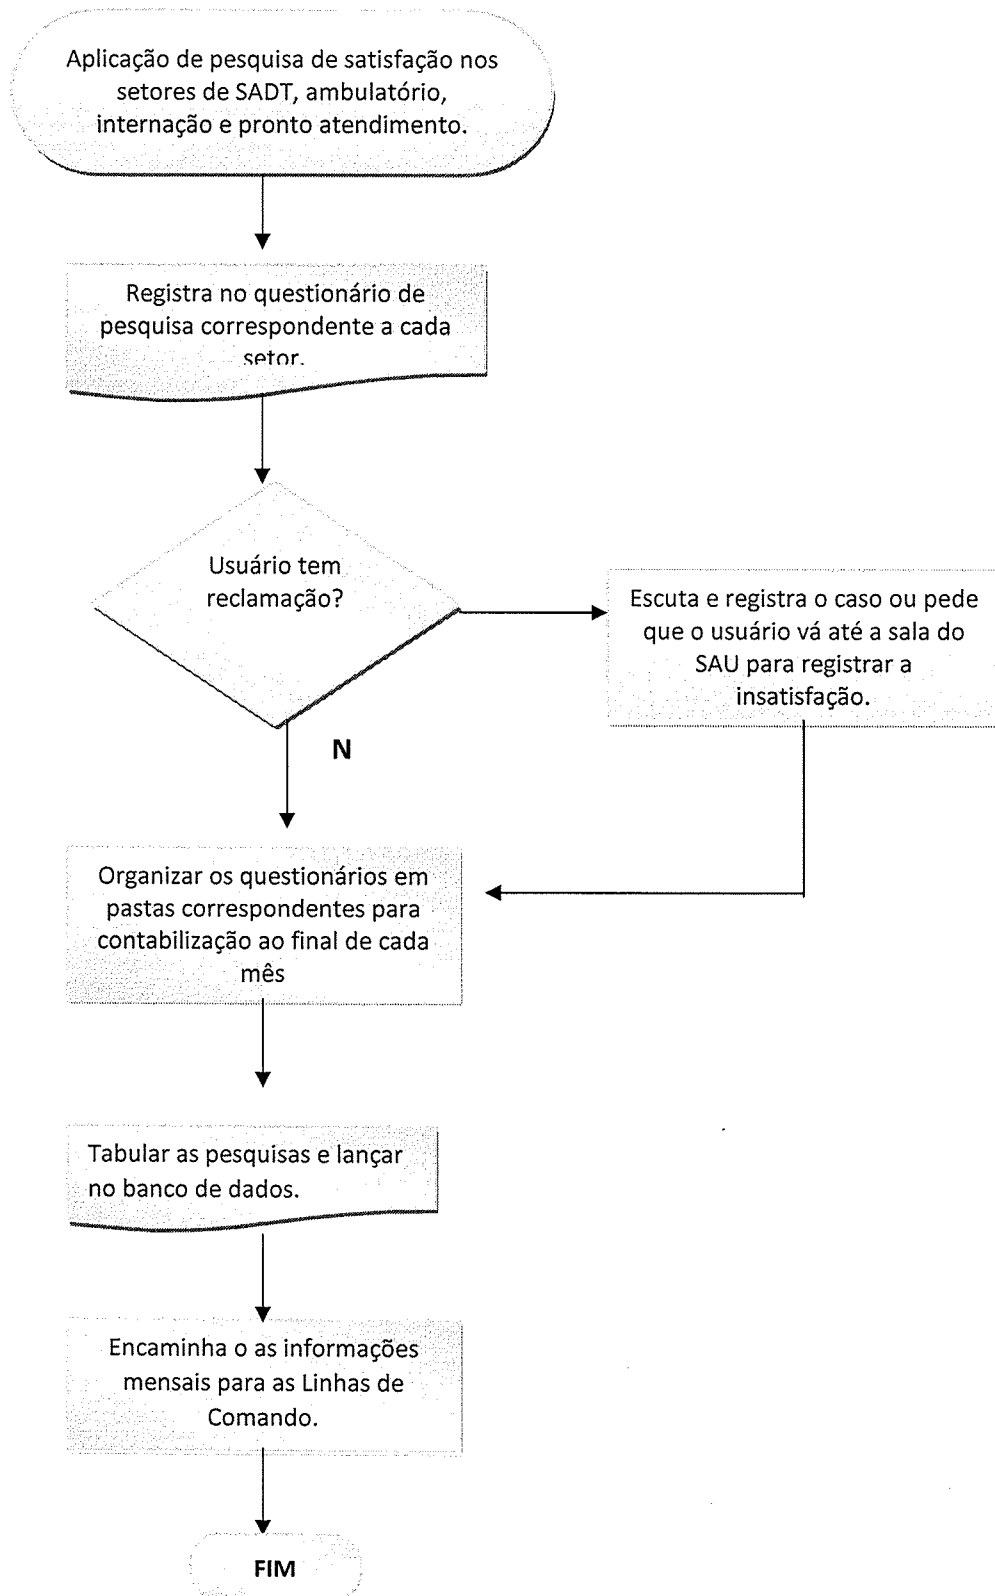 Aplicação de pesquisa de satisfação nos
setores de SADT, ambulatório,
internação e pronto atendimento.
Registra no questionário de
pesquisa correspondente a cada
setor.
Usuário tem
reclamação?
Escuta e registra o caso ou pede
que o usuário vá até a sala do
SAU para registrar a
insatisfação.
N
Organizar os questionários em
pastas correspondentes para
contabilização ao final de cada
mês
Tabular as pesquisas e lançar
no banco de dados.
Encaminha o as informações
mensais para as Linhas de
Comando.
FIM